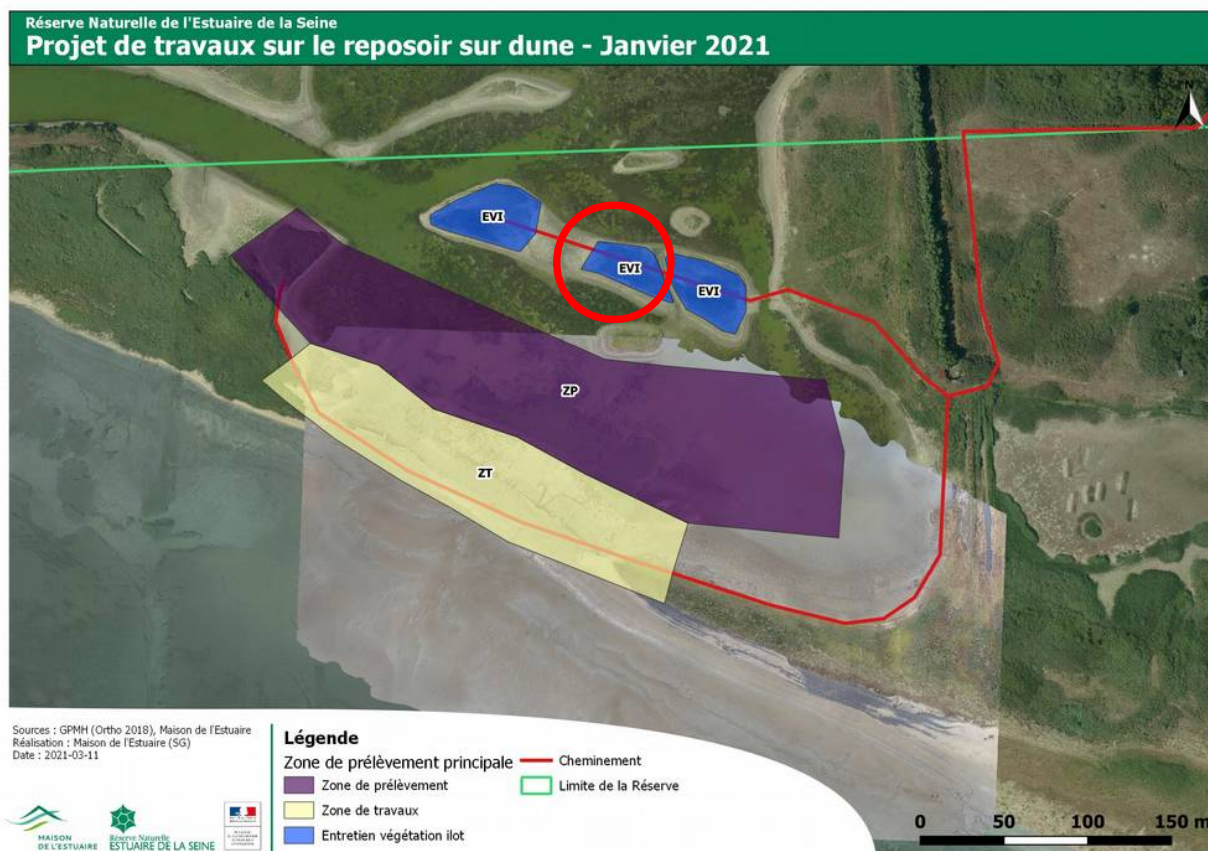 Réserve Naturelle de l'Estuaire de la Seine
Projet de travaux sur le reposoir sur dune - Janvier 2021
EVI
EVI
EVI
ZP
ZT
Sources : GPMH (Ortho 2018), Maison de l'Estuaire
Réalisation : Maison de l'Estuaire (SG)
Date : 2021-03-11
Légende
Zone de prélèvement principale
Zone de prélèvement
Zone de travaux
Entretien végétation ilot
Cheminement
Limite de la Réserve
MAISON
DE L'ESTUAIRE
Réserve Naturelle
ESTUAIRE DE LA SEINE
0 50 100 150 m